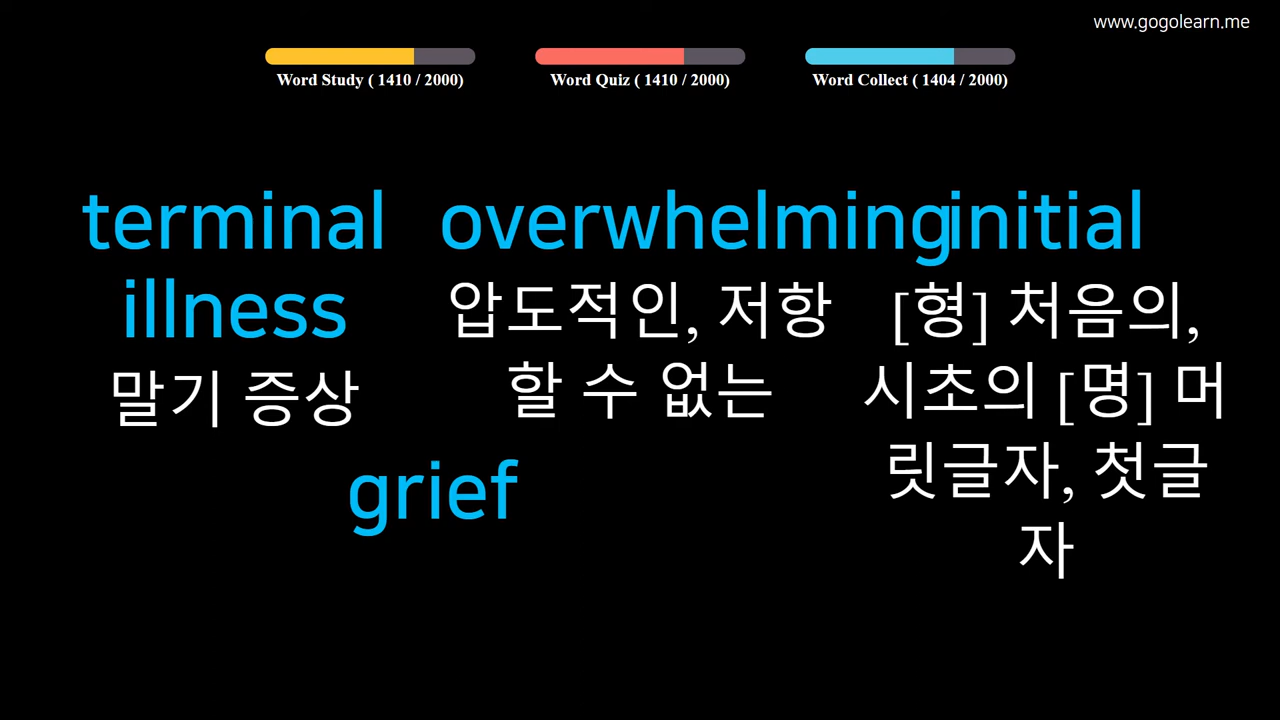 www.gogolearn.me
Word Study ( 1410 / 2000)
Word Quiz ( 1410 / 2000)
Word Collect ( 1404 / 2000)
terminal
illness
말기 증상
overwhelming
압도적인, 저항
할 수 없는
initial
[형] 처음의,
시초의 [명] 머
릿글자, 첫글
자
grief